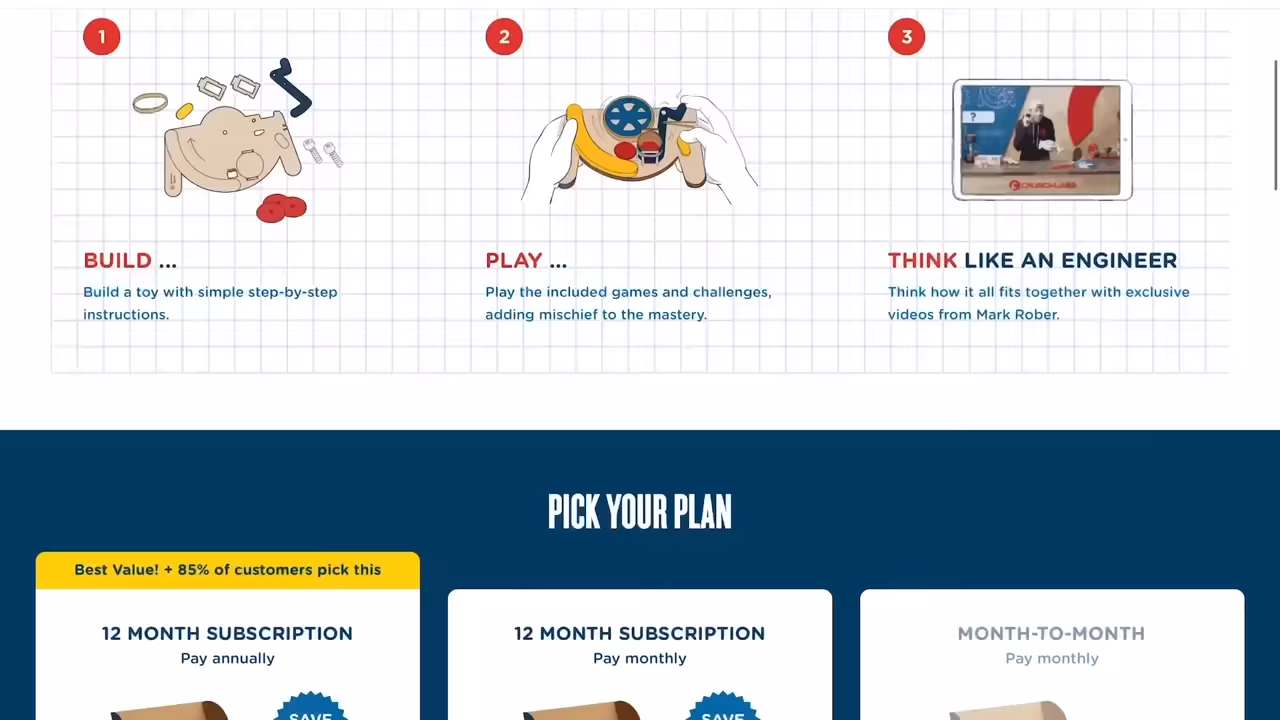 1
2
3
?
CRUNCHLABS
BUILD ...
PLAY ...
THINK LIKE AN ENGINEER
Build a toy with simple step-by-step
instructions.
Play the included games and challenges,
adding mischief to the mastery.
Think how it all fits together with exclusive
videos from Mark Rober.
PICK YOUR PLAN
Best Value! + 85% of customers pick this
12 MONTH SUBSCRIPTION
Pay annually
12 MONTH SUBSCRIPTION
Pay monthly
MONTH-TO-MONTH
Pay monthly
SAVE
SAVE